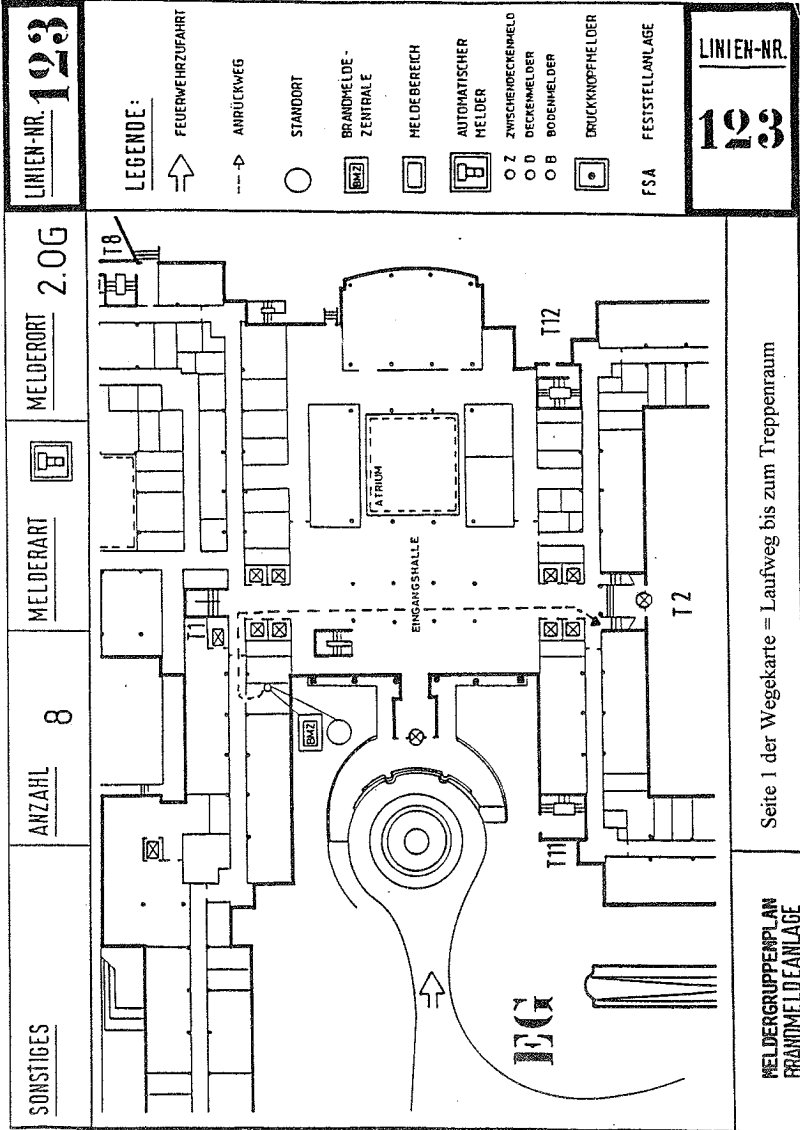 SONSTIGES
ANZAHL 8
MELDERART
MELDERORT 2.OG
LINIEN-NR. 123
LEGENDE:
FEUERWEHRZUFAHRT
ANRÜCKWEG
STANDORT
BMZ
BRANDMELDE-
ZENTRALE
MELDEBEREICH
AUTOMATISCHER
MELDER
O Z ZWISCHENDECKENMELD
O D DECKENMELDER
O B BODENMELDER
DRUCKKNOPFMELDER
FSA FESTSTELLANLAGE
LINIEN-NR.
123
T8
T1
BMZ
ATRIUM
EINGANGSHALLE
T12
T11
T2
EG
MELDERGRUPPENPLAN
BRANDMELDEANLAGE
Seite 1 der Wegekarte = Laufweg bis zum Treppenraum